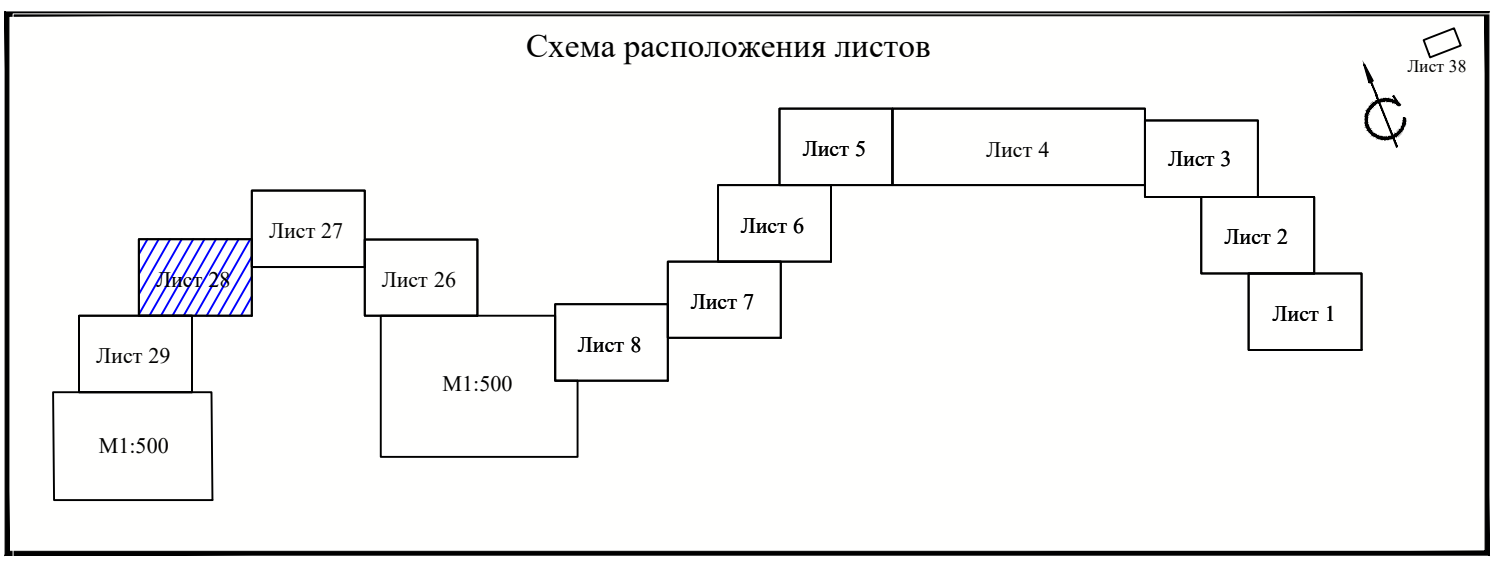 Схема расположения листов
Лист 38
С
Лист 5
Лист 4
Лист 3
Лист 27
Лист 6
Лист 2
Лист 28
Лист 26
Лист 7
Лист 1
Лист 29
Лист 8
М1:500
М1:500